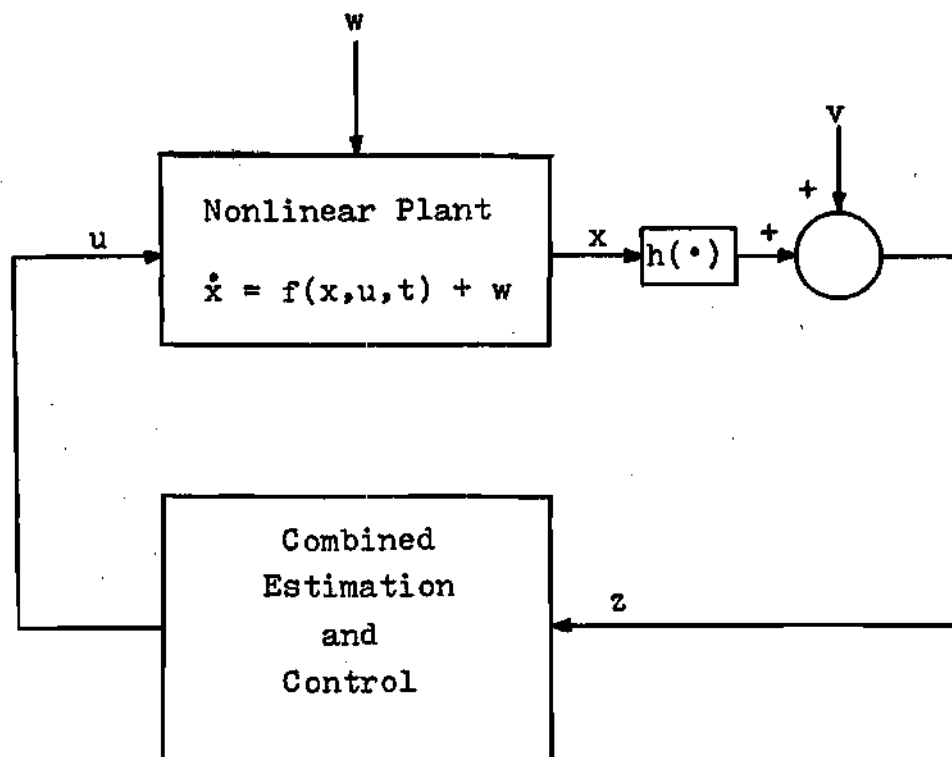 w
v
+
Nonlinear Plant
u
x
h(·)
+
ẋ = f(x,u,t) + w
Combined
Estimation
z
and
Control